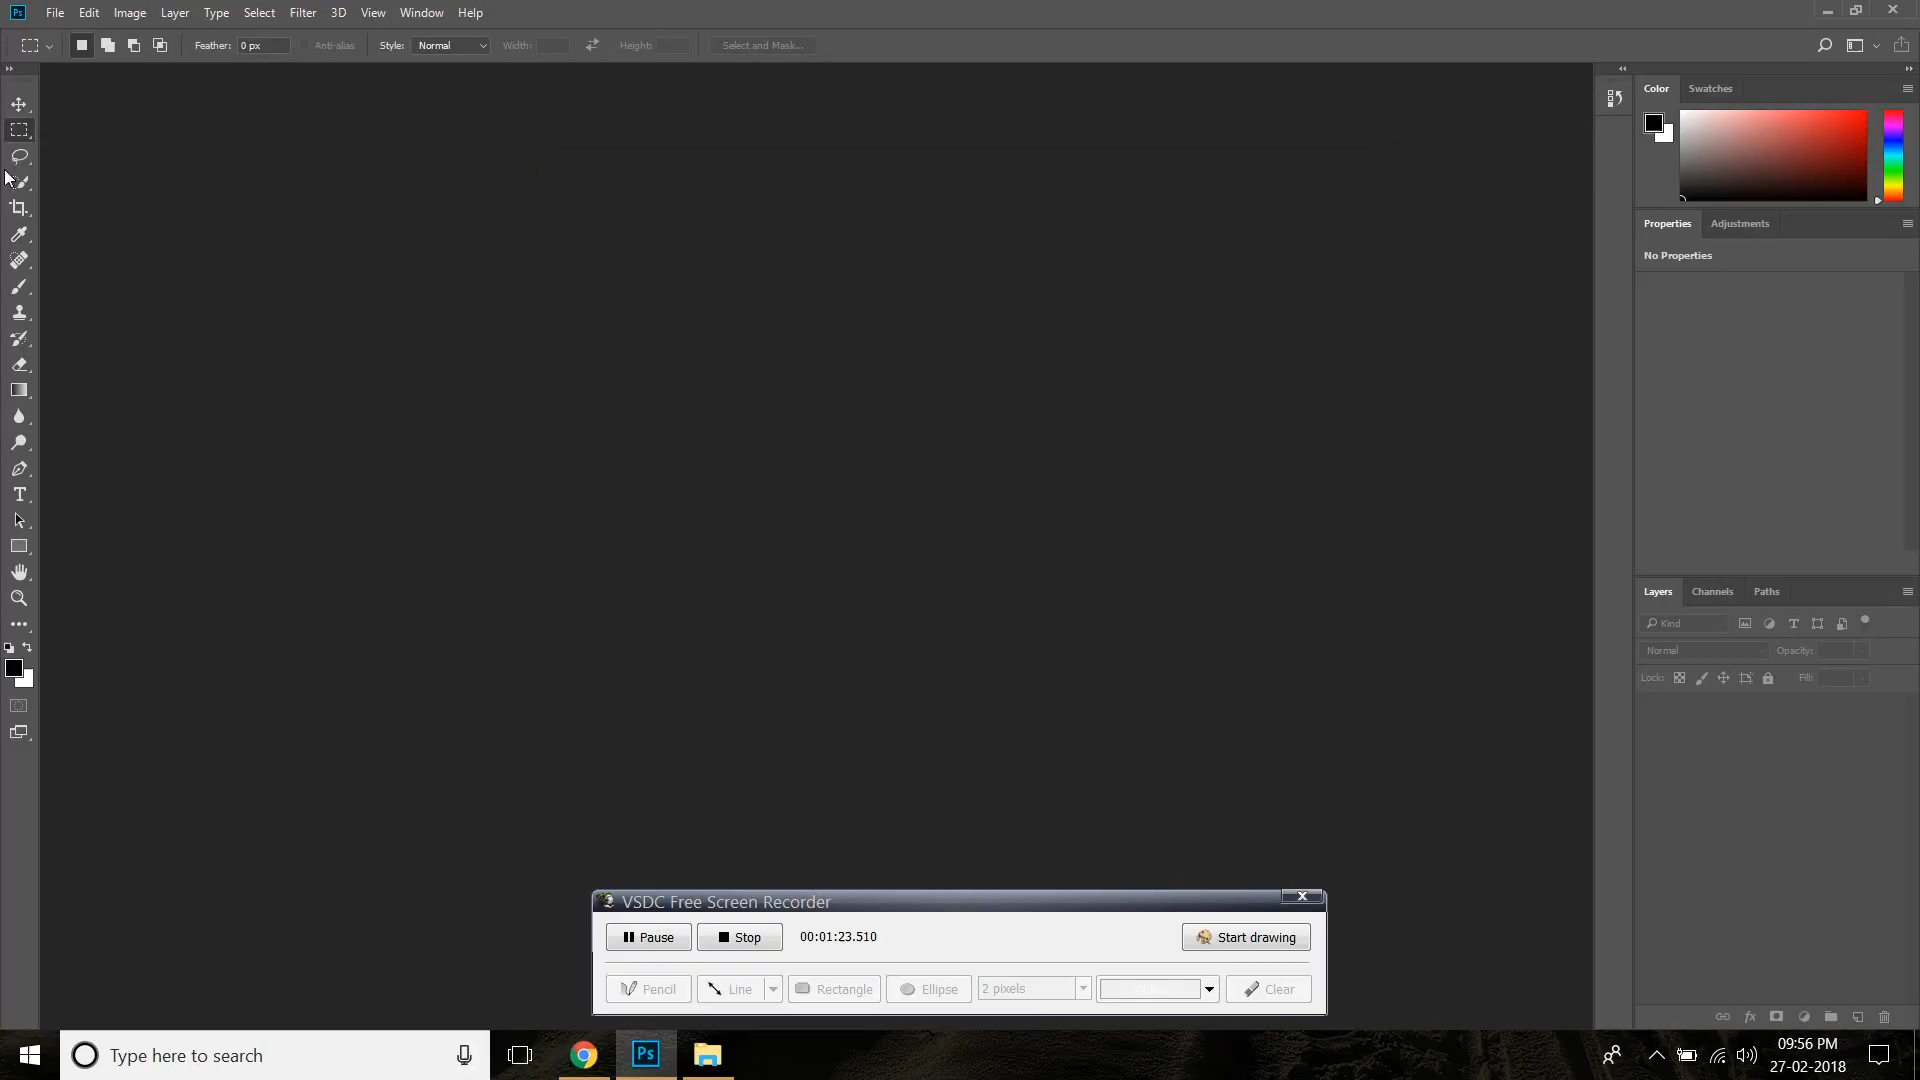 Ps File Edit Image Layer Type Select Filter 3D View Window Help
Feather: 0 px Anti-alias Style: Normal Width: Height: Select and Mask...
Color Swatches
Properties Adjustments
No Properties
Layers Channels Paths
Kind
Normal Opacity:
Lock: Fill:
VSDC Free Screen Recorder
Pause Stop 00:01:23.510 Start drawing
Pencil Line Rectangle Ellipse 2 pixels Clear
Type here to search Ps 09:56 PM
27-02-2018